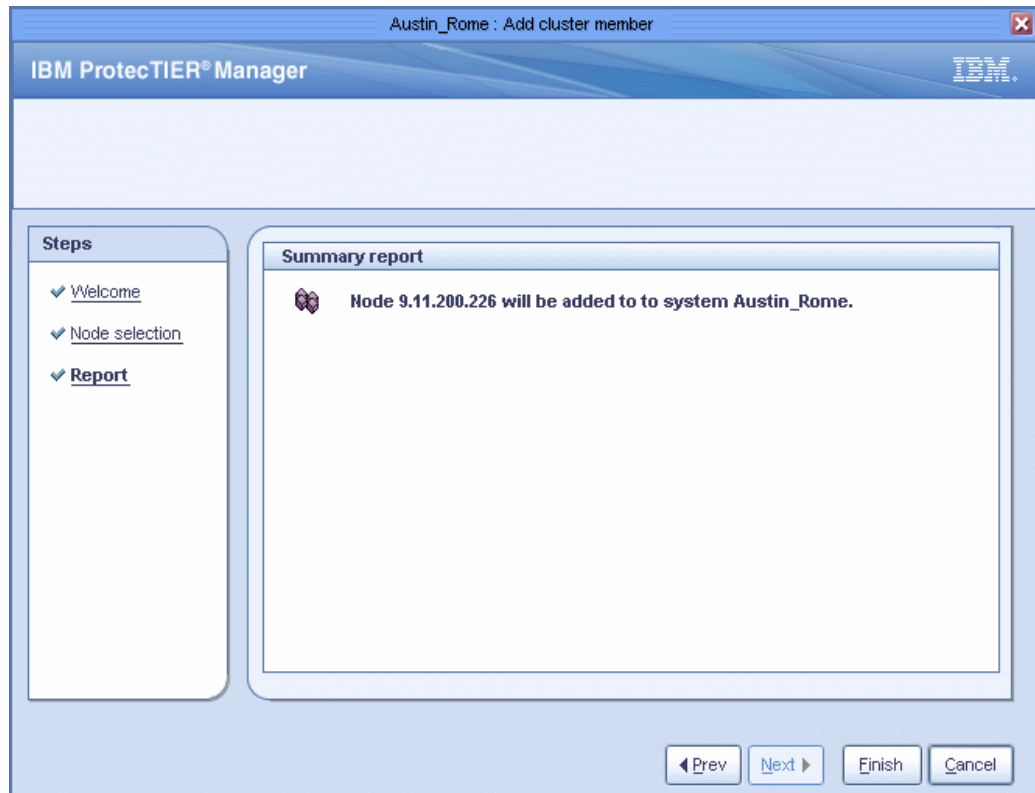 Austin_Rome : Add cluster member
IBM ProtecTIER® Manager
IBM.
Steps
Welcome
Node selection
Report
Summary report
Node 9.11.200.226 will be added to to system Austin_Rome.
Prev
Next
Finish
Cancel